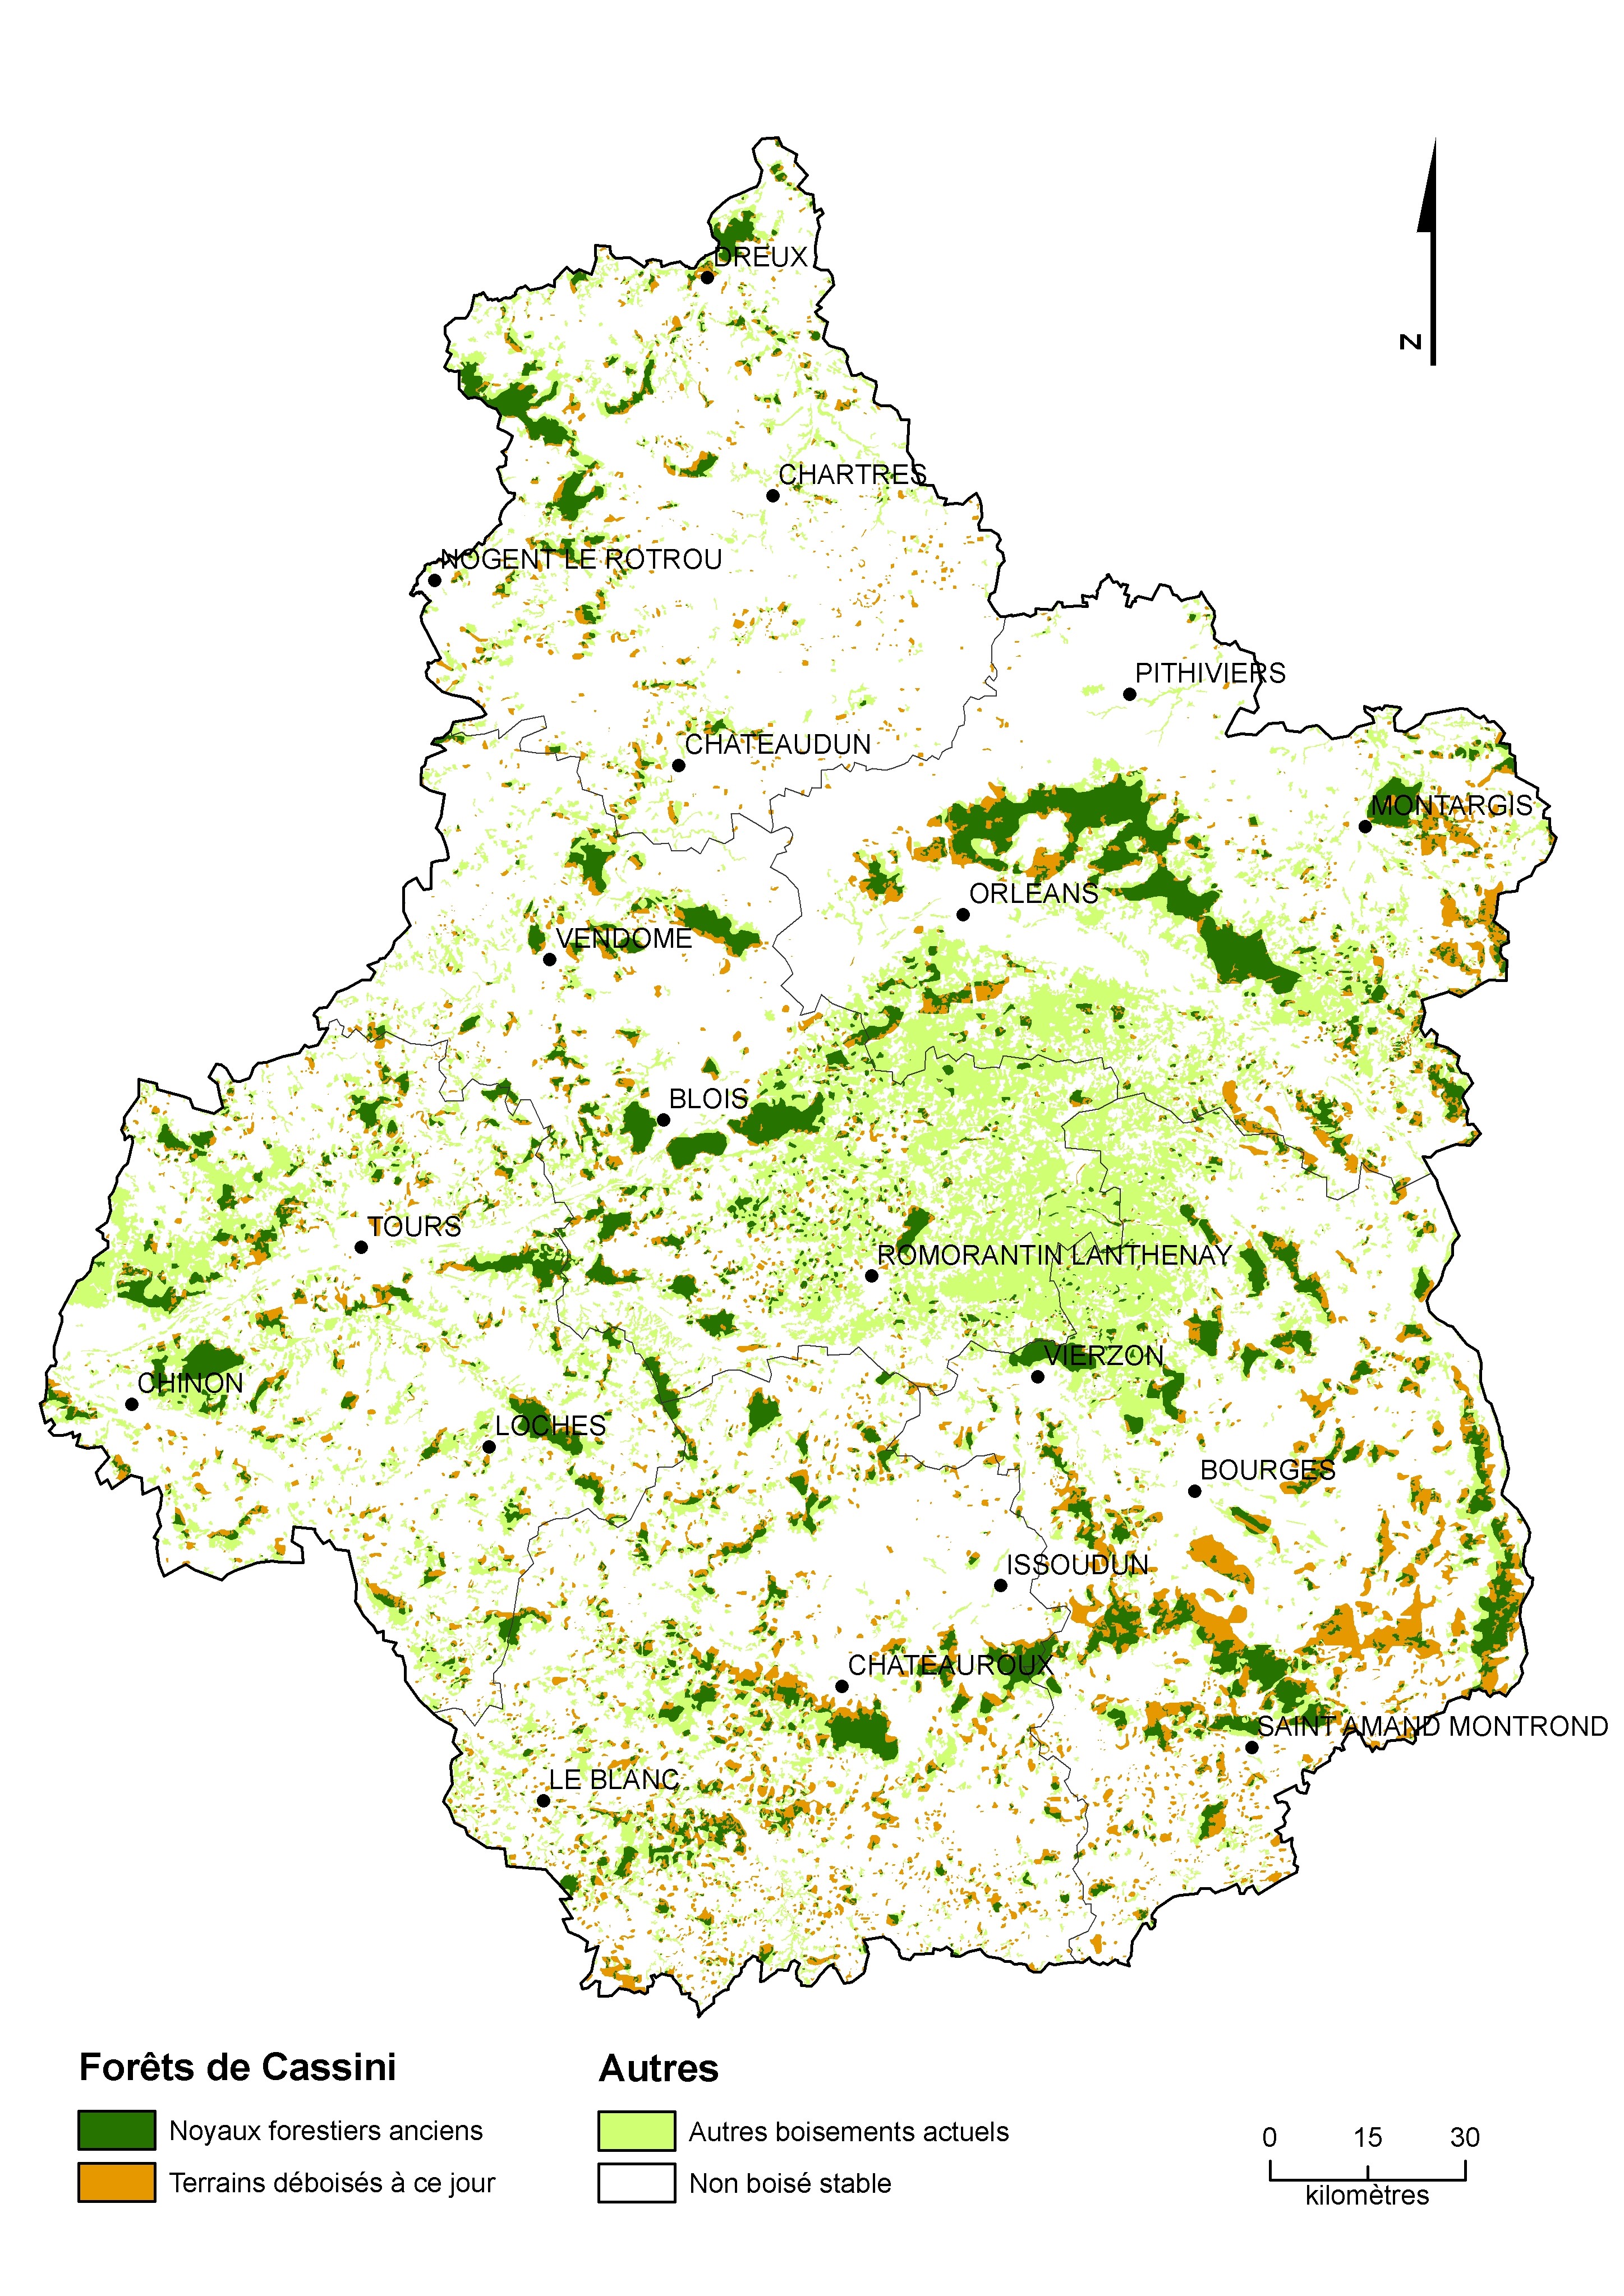 DREUX
N
CHARTRES
NOGENT LE ROTROU
PITHIVIERS
CHATEAUDUN
MONTARGIS
ORLEANS
VENDOME
BLOIS
TOURS
ROMORANTIN LANTHENAY
VIERZON
CHINON
LOCHES
BOURGES
ISSOUDUN
CHATEAUROUX
SAINT AMAND MONTROND
LE BLANC
Forêts de Cassini
Noyaux forestiers anciens
Terrains déboisés à ce jour
Autres
Autres boisements actuels
Non boisé stable
0 15 30
kilomètres